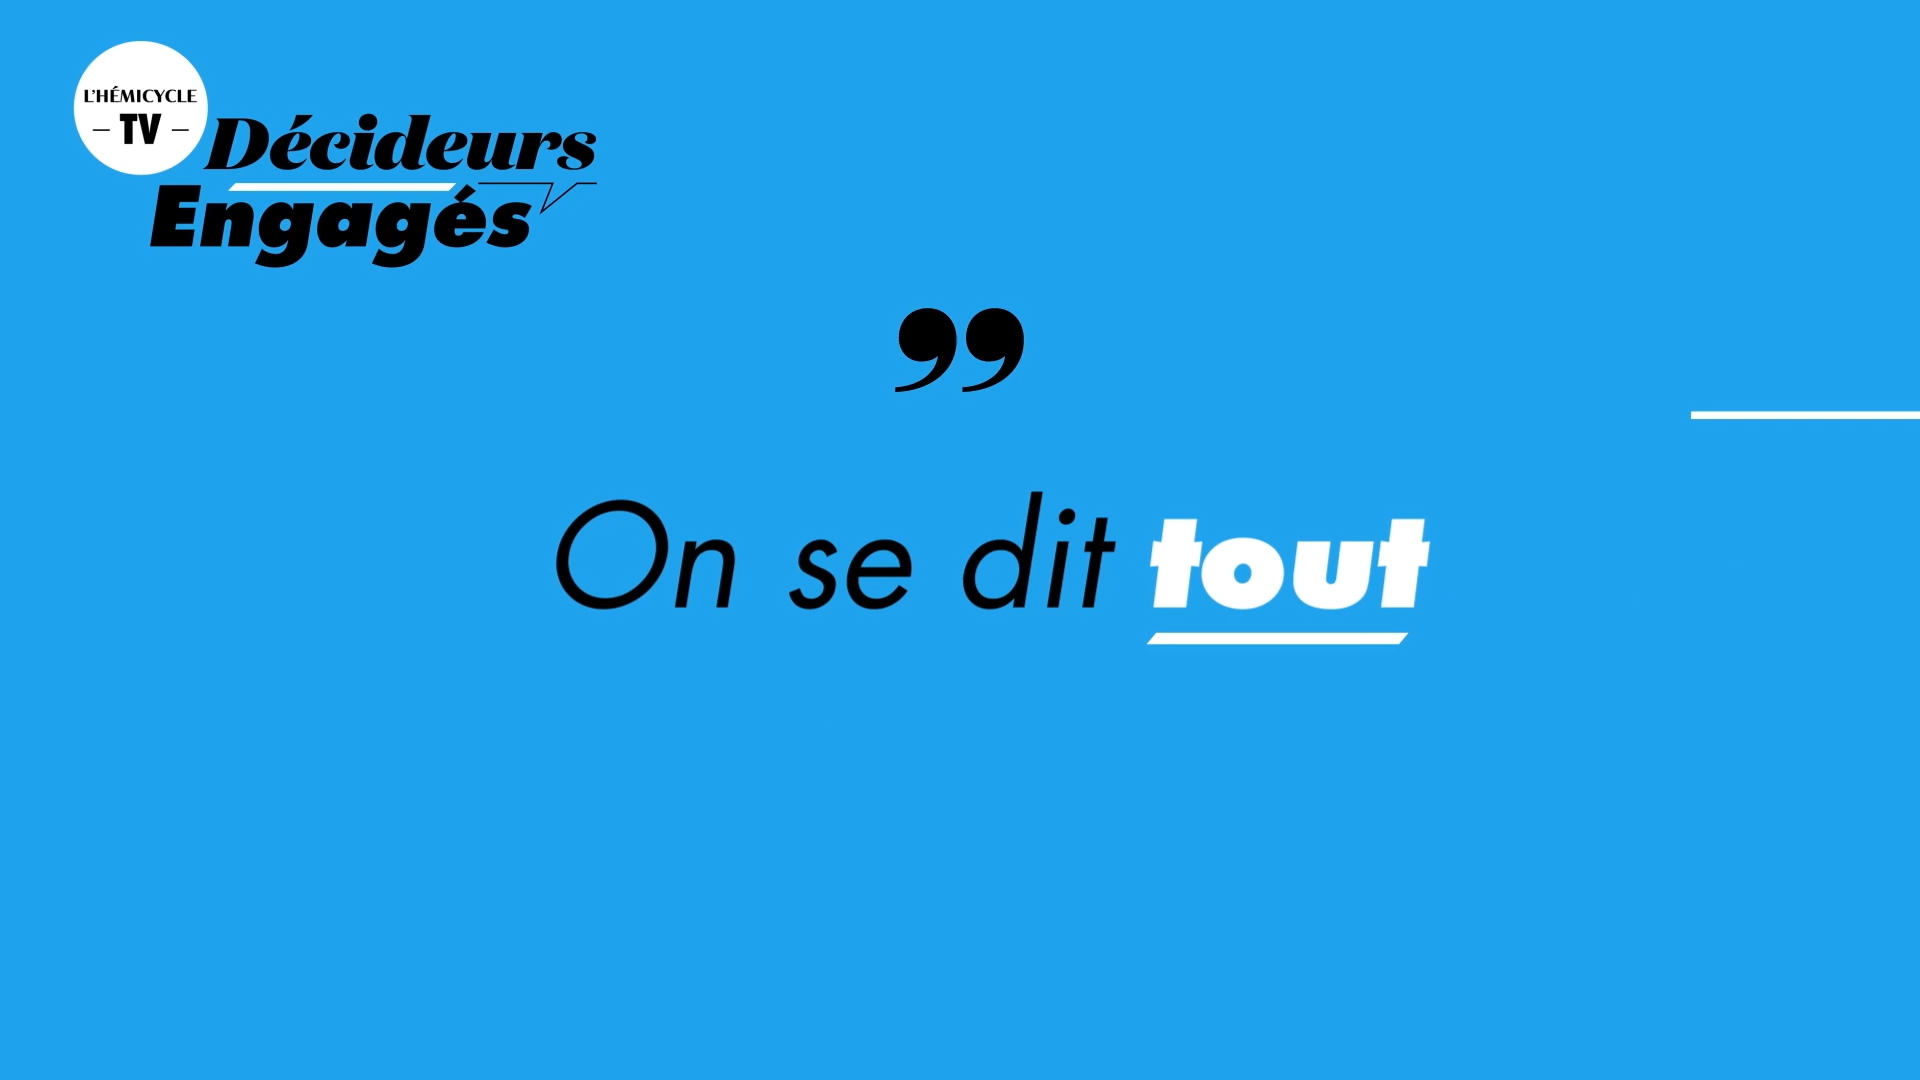 L'HÉMICYCLE
TV
Décideurs
Engagés
”
On se dit tout